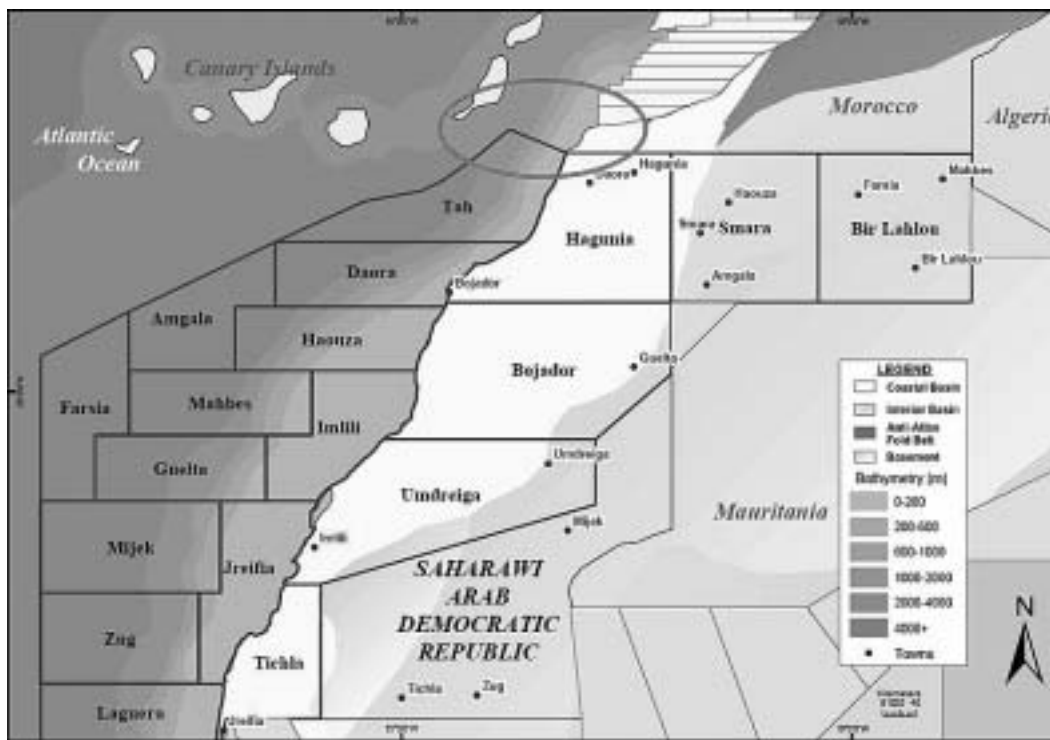 Canary Islands
Atlantic
Ocean
Morocco
Algeria
Hagunia
Daora
Mahbes
Farsia
Haouza
Tah
Smara
Smara
Bir Lahlou
Hagunia
Bir Lahlou
Daora
Amgala
Bojador
Amgala
Haouza
Guelta
Bojador
Farsia
Mahbes
Imlili
Guelta
Umdreiga
Umdreiga
Mauritania
Mijek
Mijek
Imlili
Jreifia
SAHARAWI
ARAB
DEMOCRATIC
REPUBLIC
Zug
Tichla
Tichla
Zug
Laguera
Jreifia
LEGEND
Coastal Basin
Interior Basin
Anti-Atlas
Fold Belt
Basement
Bathymetry (m)
0-200
200-600
600-1000
1000-2000
2000-4000
4000+
Towns
N